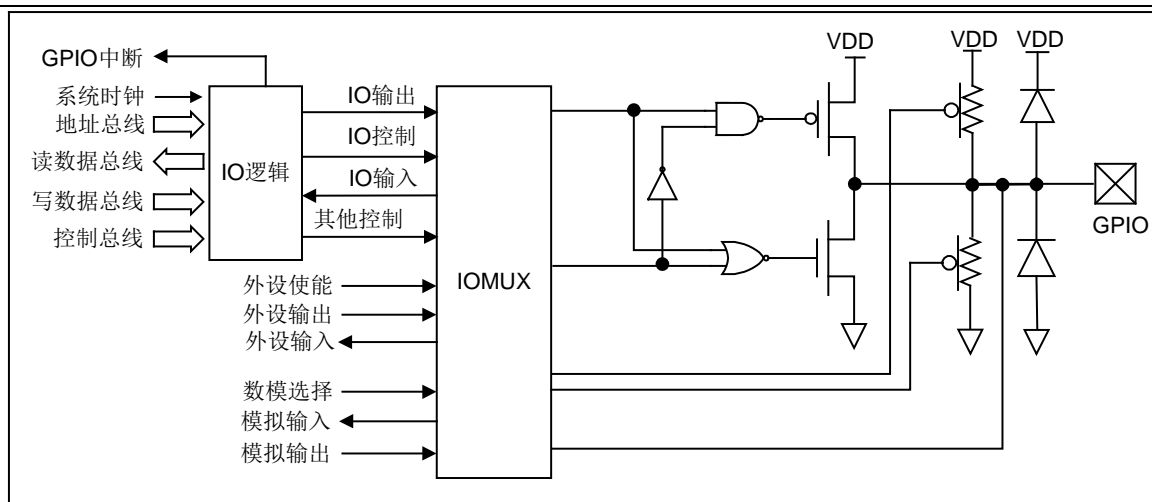 GPIO中断
系统时钟
地址总线
读数据总线
写数据总线
控制总线
IO逻辑
IO输出
IO控制
IO输入
其他控制
外设使能
外设输出
外设输入
数模选择
模拟输入
模拟输出
IOMUX
VDD
VDD
VDD
GPIO